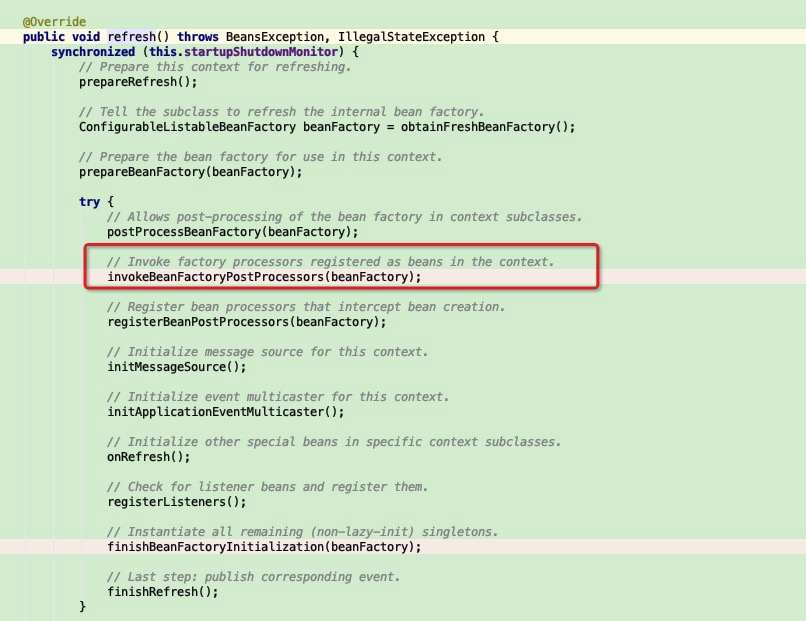 @Override
public void refresh() throws BeansException, IllegalStateException {
synchronized (this.startupShutdownMonitor) {
// Prepare this context for refreshing.
prepareRefresh();
// Tell the subclass to refresh the internal bean factory.
ConfigurableListableBeanFactory beanFactory = obtainFreshBeanFactory();
// Prepare the bean factory for use in this context.
prepareBeanFactory(beanFactory);
try {
// Allows post-processing of the bean factory in context subclasses.
postProcessBeanFactory(beanFactory);
// Invoke factory processors registered as beans in the context.
invokeBeanFactoryPostProcessors(beanFactory);
// Register bean processors that intercept bean creation.
registerBeanPostProcessors(beanFactory);
// Initialize message source for this context.
initMessageSource();
// Initialize event multicaster for this context.
initApplicationEventMulticaster();
// Initialize other special beans in specific context subclasses.
onRefresh();
// Check for listener beans and register them.
registerListeners();
// Instantiate all remaining (non-lazy-init) singletons.
finishBeanFactoryInitialization(beanFactory);
// Last step: publish corresponding event.
finishRefresh();
}